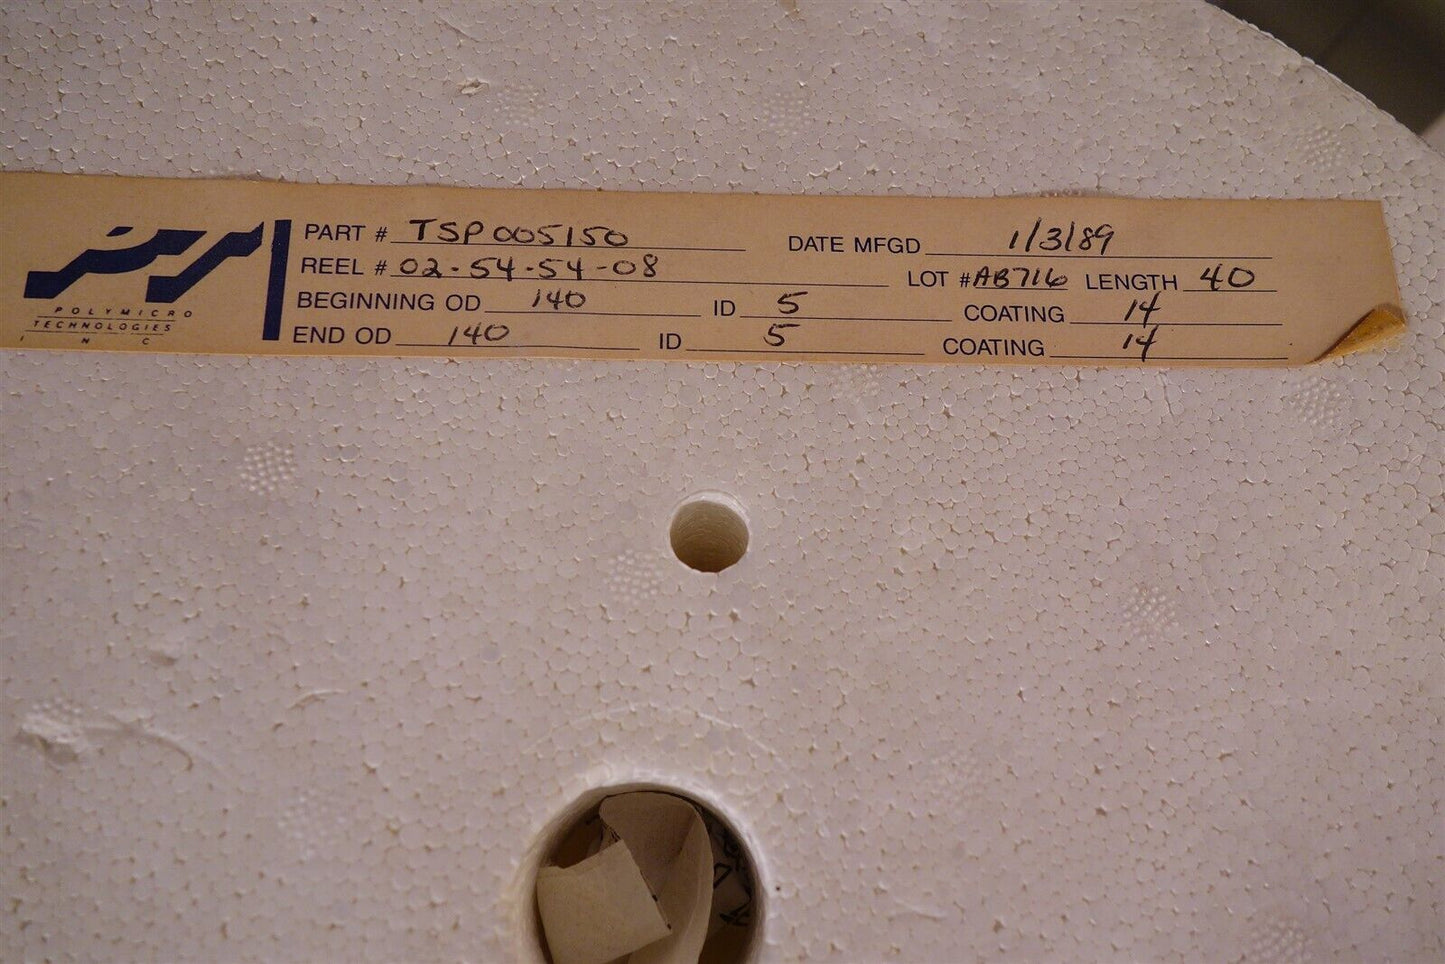 POLYMICRO
TECHNOLOGIES
INC
PART # TSP005150 DATE MFGD 1/3/89
REEL # 02-54-54-08 LOT # AB716 LENGTH 40
BEGINNING OD 140 ID 5 COATING 14
END OD 140 ID 5 COATING 14